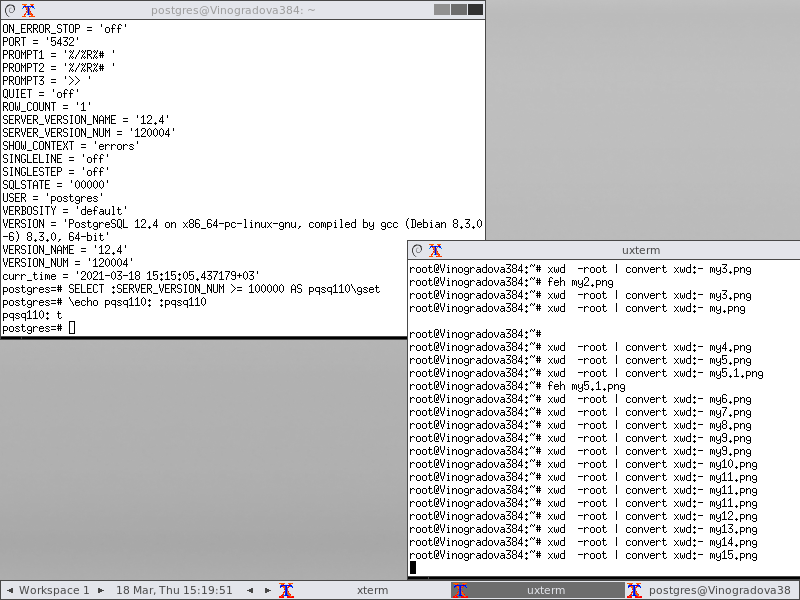 postgres@Vinogradova384: ~
ON_ERROR_STOP = 'off'
PORT = '5432'
PROMPT1 = '%/%R%# '
PROMPT2 = '%/%R%# '
PROMPT3 = '>> '
QUIET = 'off'
ROW_COUNT = '1'
SERVER_VERSION_NAME = '12.4'
SERVER_VERSION_NUM = '120004'
SHOW_CONTEXT = 'errors'
SINGLELINE = 'off'
SINGLESTEP = 'off'
SQLSTATE = '00000'
USER = 'postgres'
VERBOSITY = 'default'
VERSION = 'PostgreSQL 12.4 on x86_64-pc-linux-gnu, compiled by gcc (Debian 8.3.0
-6) 8.3.0, 64-bit'
VERSION_NAME = '12.4'
VERSION_NUM = '120004'
curr_time = '2021-03-18 15:15:05.437179+03'
postgres=# SELECT :SERVER_VERSION_NUM >= 100000 AS pqsq110\gset
postgres=# \echo pqsq110: :pqsq110
pqsq110: t
postgres=#
uxterm
root@Vinogradova384:~# xwd  -root | convert xwd:- my3.png
root@Vinogradova384:~# feh my2.png
root@Vinogradova384:~# xwd  -root | convert xwd:- my3.png
root@Vinogradova384:~# xwd  -root | convert xwd:- my.png
root@Vinogradova384:~#
root@Vinogradova384:~# xwd  -root | convert xwd:- my4.png
root@Vinogradova384:~# xwd  -root | convert xwd:- my5.png
root@Vinogradova384:~# xwd  -root | convert xwd:- my5.1.png
root@Vinogradova384:~# feh my5.1.png
root@Vinogradova384:~# xwd  -root | convert xwd:- my6.png
root@Vinogradova384:~# xwd  -root | convert xwd:- my7.png
root@Vinogradova384:~# xwd  -root | convert xwd:- my8.png
root@Vinogradova384:~# xwd  -root | convert xwd:- my9.png
root@Vinogradova384:~# xwd  -root | convert xwd:- my9.png
root@Vinogradova384:~# xwd  -root | convert xwd:- my10.png
root@Vinogradova384:~# xwd  -root | convert xwd:- my11.png
root@Vinogradova384:~# xwd  -root | convert xwd:- my11.png
root@Vinogradova384:~# xwd  -root | convert xwd:- my11.png
root@Vinogradova384:~# xwd  -root | convert xwd:- my12.png
root@Vinogradova384:~# xwd  -root | convert xwd:- my13.png
root@Vinogradova384:~# xwd  -root | convert xwd:- my14.png
root@Vinogradova384:~# xwd  -root | convert xwd:- my15.png
Workspace 1 18 Mar, Thu 15:19:51 xterm uxterm postgres@Vinogradova38